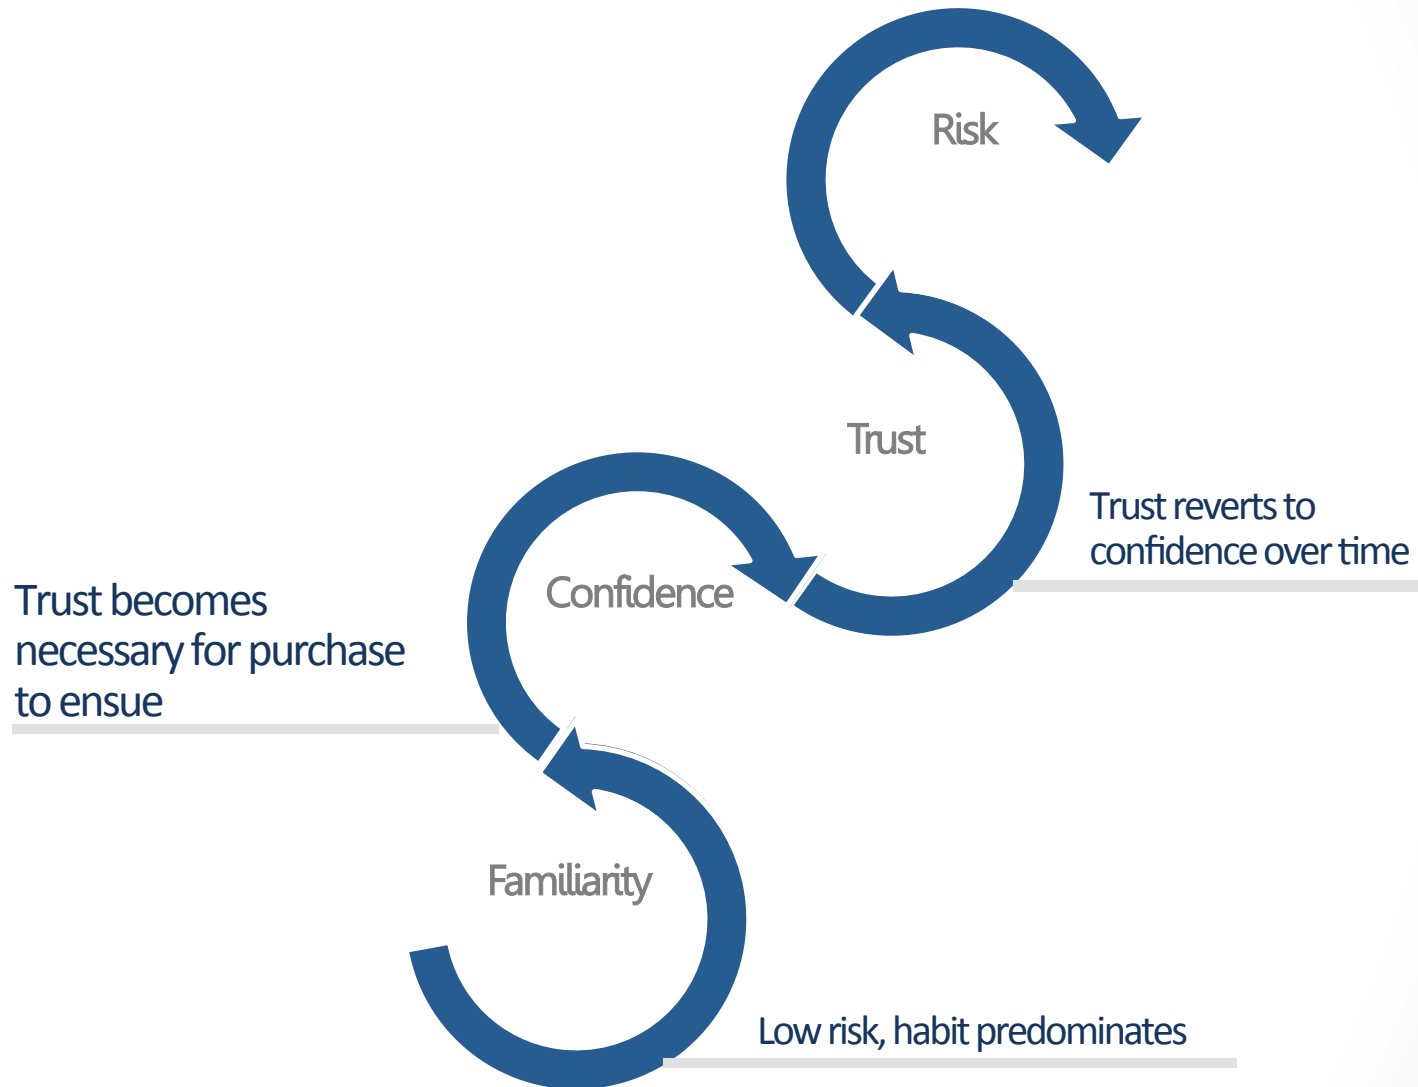 Risk
Trust
Trust reverts to
confidence over time
Confidence
Trust becomes
necessary for purchase
to ensue
Familiarity
Low risk, habit predominates